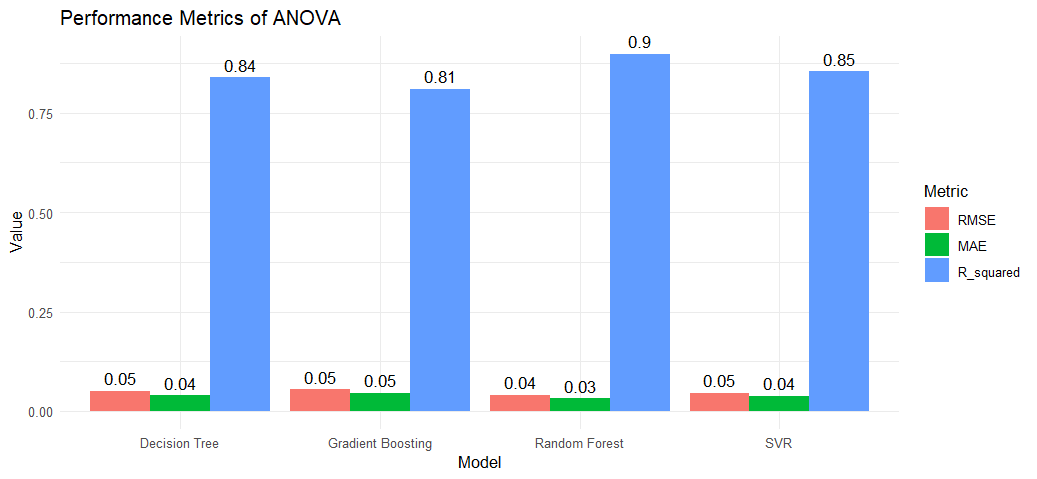 Performance Metrics of ANOVA
Value
0.75
0.50
0.25
0.00
0.05
0.04
0.84
0.05
0.05
0.81
0.04
0.03
0.9
0.05
0.04
0.85
Decision Tree
Gradient Boosting
Random Forest
SVR
Model
Metric
RMSE
MAE
R_squared